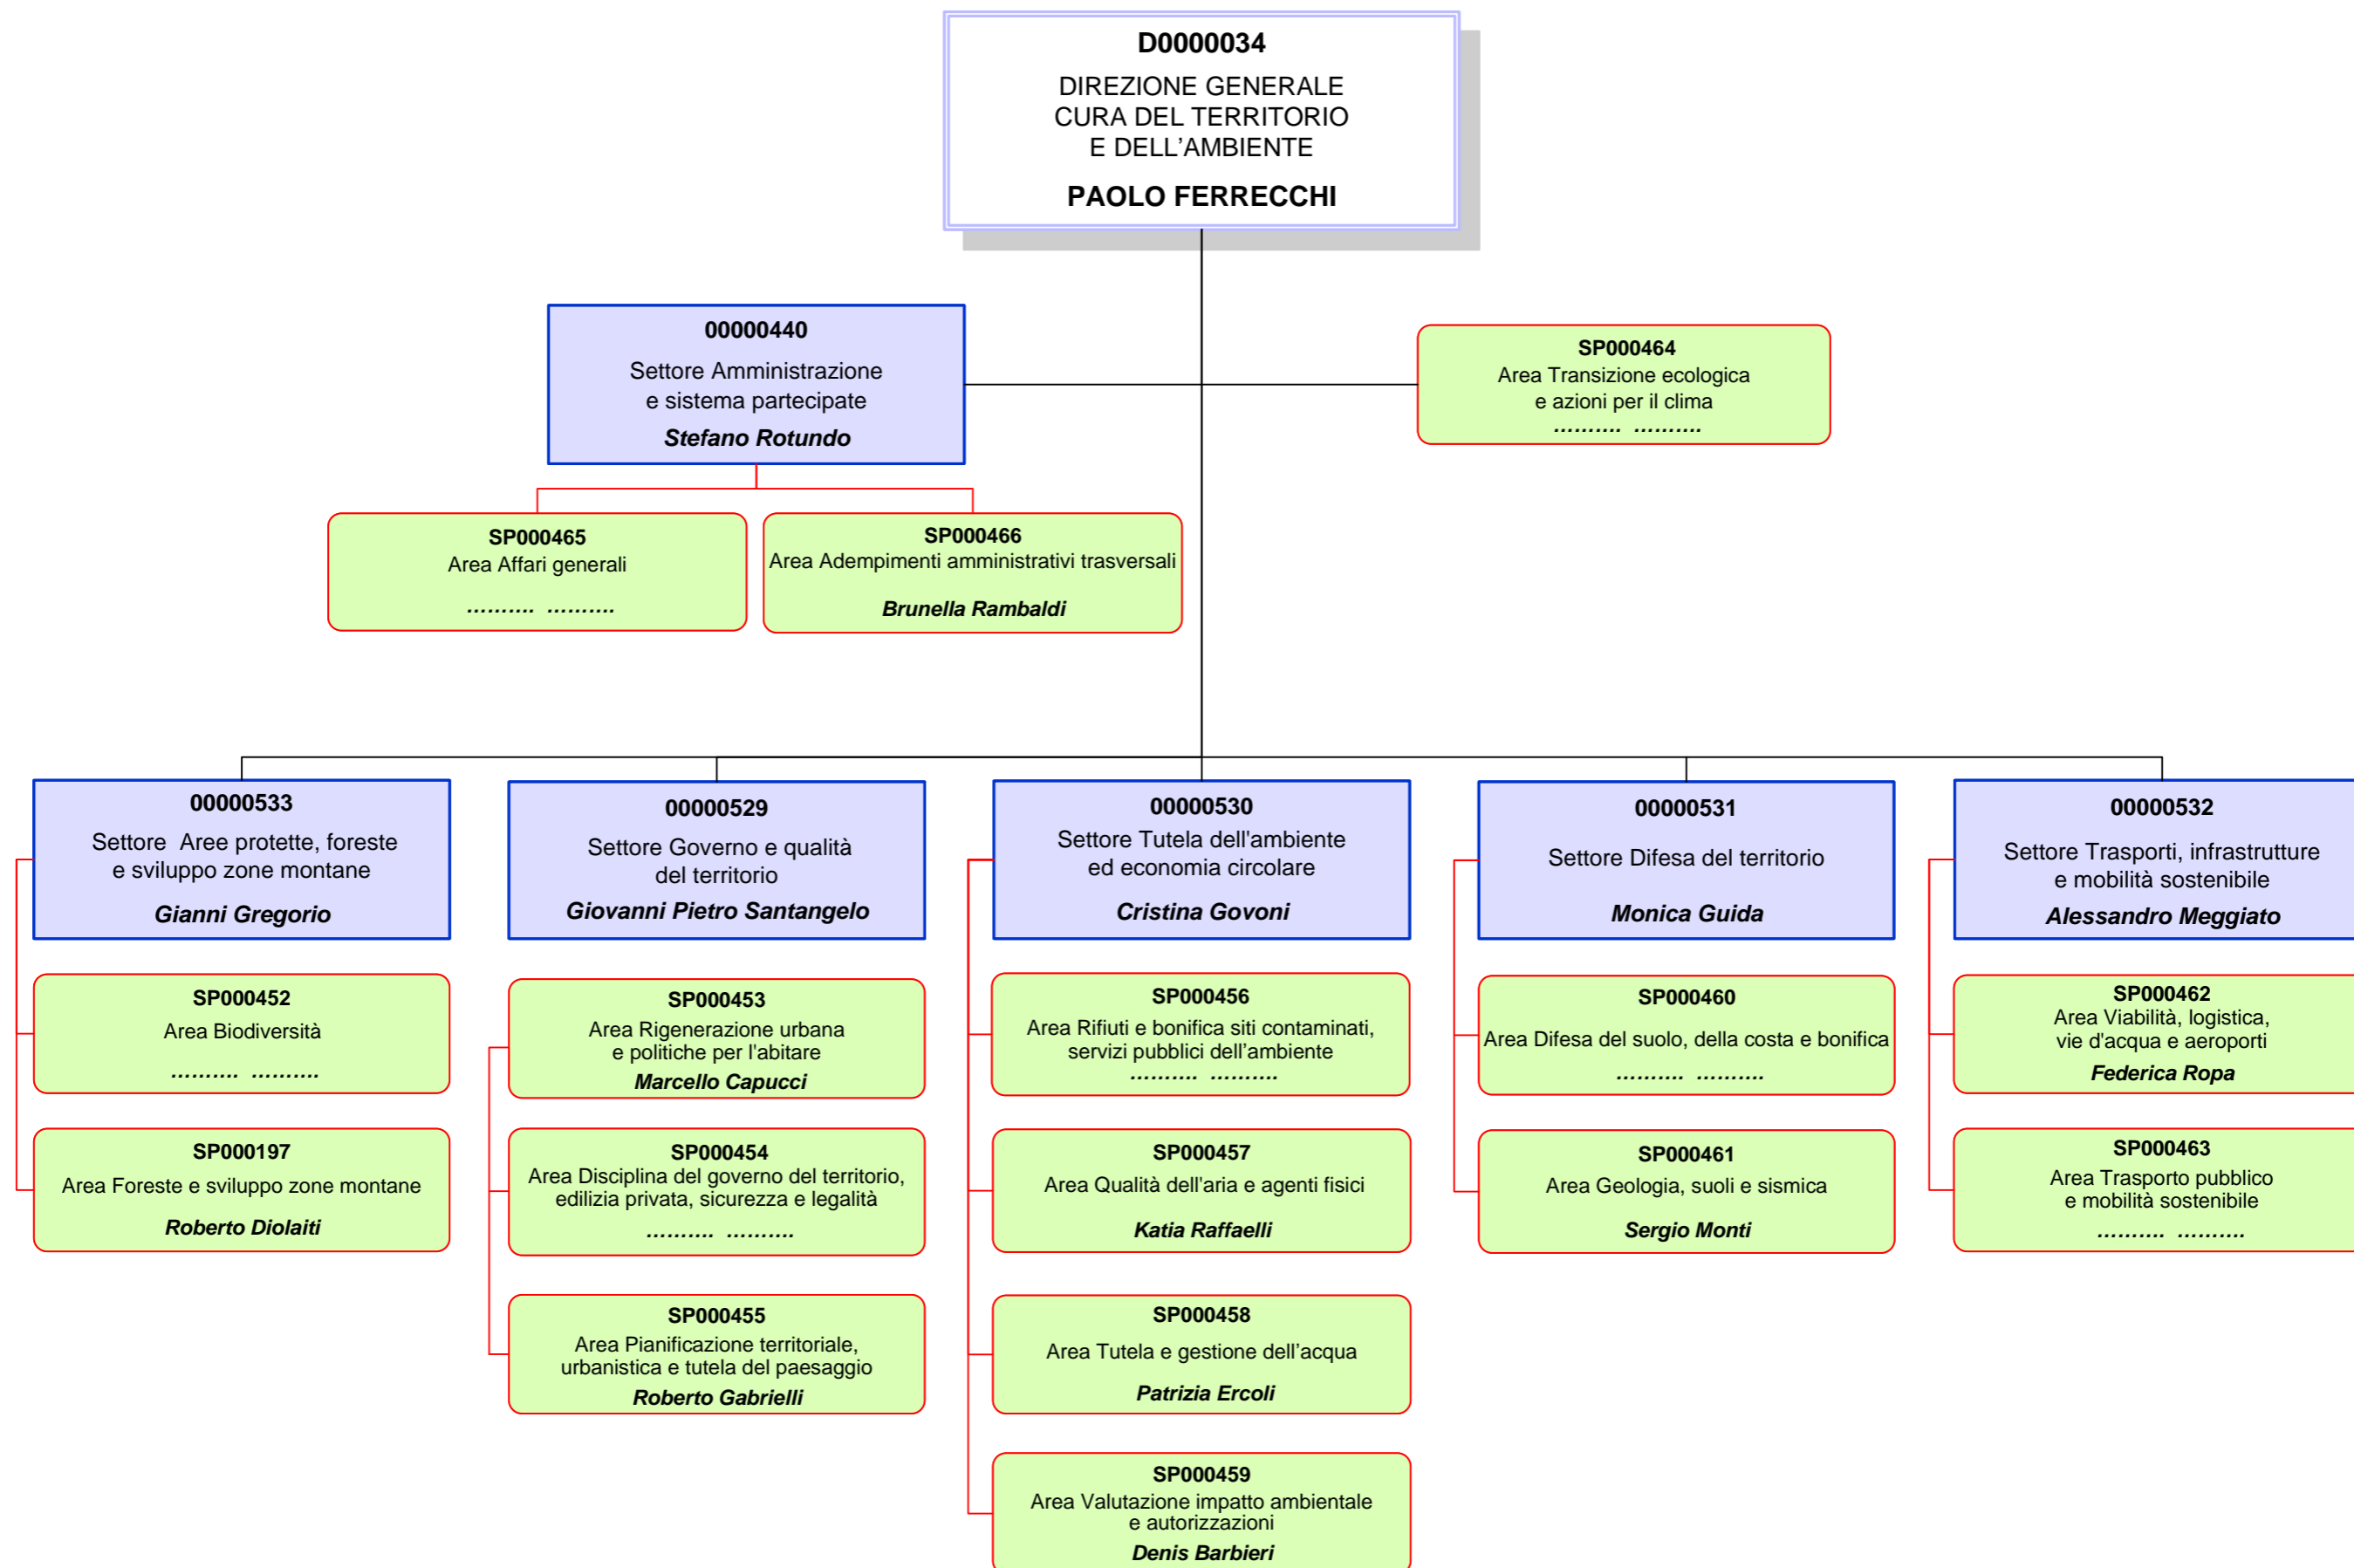 D0000034
DIREZIONE GENERALE
CURA DEL TERRITORIO
E DELL’AMBIENTE
PAOLO FERRECCHI
00000440
Settore Amministrazione
e sistema partecipate
Stefano Rotundo
SP000464
Area Transizione ecologica
e azioni per il clima
………. ……….
SP000465
Area Affari generali
………. ……….
SP000466
Area Adempimenti amministrativi trasversali
Brunella Rambaldi
00000533
Settore  Aree protette, foreste
e sviluppo zone montane
Gianni Gregorio
SP000452
Area Biodiversità
………. ……….
SP000197
Area Foreste e sviluppo zone montane
Roberto Diolaiti
00000529
Settore Governo e qualità
del territorio
Giovanni Pietro Santangelo
SP000453
Area Rigenerazione urbana
e politiche per l'abitare
Marcello Capucci
SP000454
Area Disciplina del governo del territorio,
edilizia privata, sicurezza e legalità
………. ……….
SP000455
Area Pianificazione territoriale,
urbanistica e tutela del paesaggio
Roberto Gabrielli
00000530
Settore Tutela dell'ambiente
ed economia circolare
Cristina Govoni
SP000456
Area Rifiuti e bonifica siti contaminati,
servizi pubblici dell’ambiente
………. ……….
SP000457
Area Qualità dell'aria e agenti fisici
Katia Raffaelli
SP000458
Area Tutela e gestione dell’acqua
Patrizia Ercoli
SP000459
Area Valutazione impatto ambientale
e autorizzazioni
Denis Barbieri
00000531
Settore Difesa del territorio
Monica Guida
SP000460
Area Difesa del suolo, della costa e bonifica
………. ……….
SP000461
Area Geologia, suoli e sismica
Sergio Monti
00000532
Settore Trasporti, infrastrutture
e mobilità sostenibile
Alessandro Meggiato
SP000462
Area Viabilità, logistica,
vie d'acqua e aeroporti
Federica Ropa
SP000463
Area Trasporto pubblico
e mobilità sostenibile
………. ……….